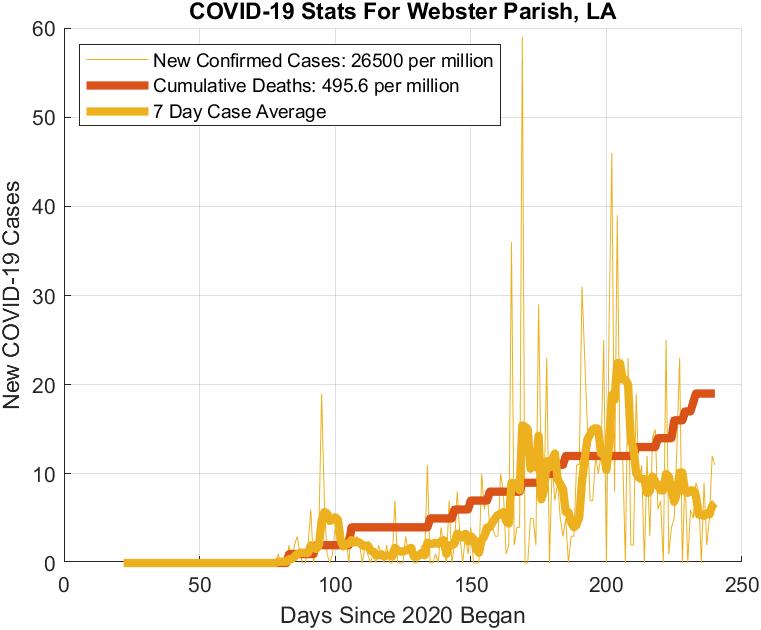 COVID-19 Stats For Webster Parish, LA
60
New Confirmed Cases: 26500 per million
Cumulative Deaths: 495.6 per million
7 Day Case Average
50
40
30
20
10
0
New COVID-19 Cases
0 50 100 150 200 250
Days Since 2020 Began